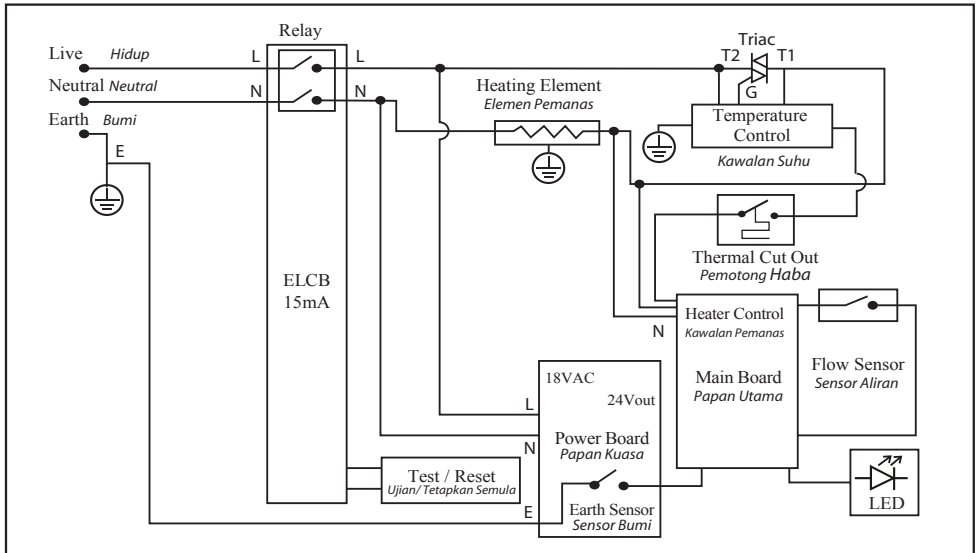 Relay
Live Hidup
L
L
Neutral Neutral
N
N
Earth Bumi
E
Heating Element
Elemen Pemanas
Triac
T2
T1
G
Temperature
Control
Kawalan Suhu
Thermal Cut Out
Pemotong Haba
ELCB
15mA
N
Heater Control
Kawalan Pemanas
Main Board
Papan Utama
Flow Sensor
Sensor Aliran
18VAC
24Vout
L
N
Power Board
Papan Kuasa
E
Earth Sensor
Sensor Bumi
Test / Reset
Ujian/ Tetapkan Semula
LED